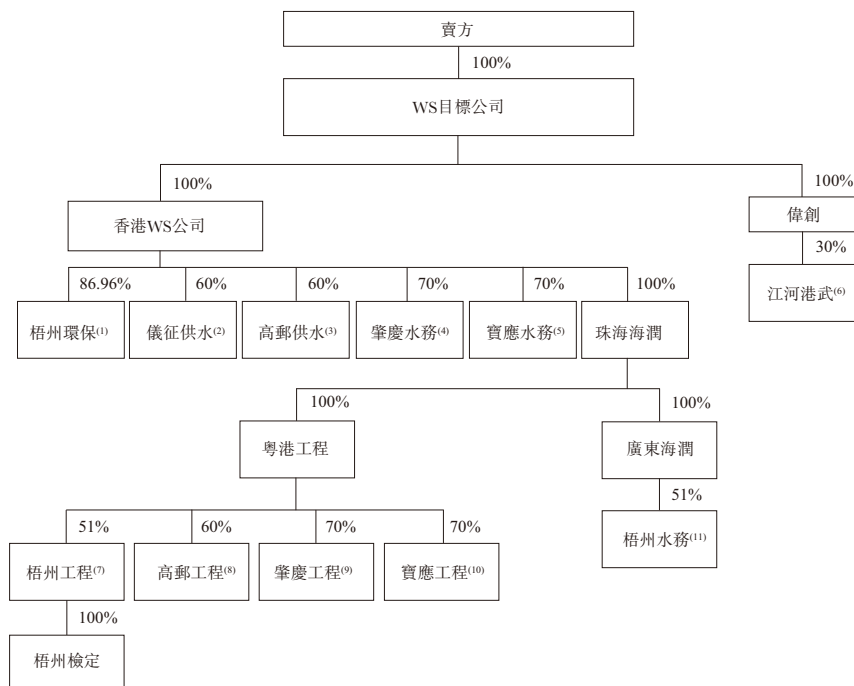 賣方
100%
WS目標公司
100%
100%
香港WS公司
偉創
30%
86.96%
60%
60%
70%
70%
100%
江河港武(6)
梧州環保(1)
儀征供水(2)
高郵供水(3)
肇慶水務(4)
寶應水務(5)
珠海海潤
100%
100%
粵港工程
廣東海潤
51%
51%
60%
70%
70%
梧州水務(11)
梧州工程(7)
高郵工程(8)
肇慶工程(9)
寶應工程(10)
100%
梧州檢定